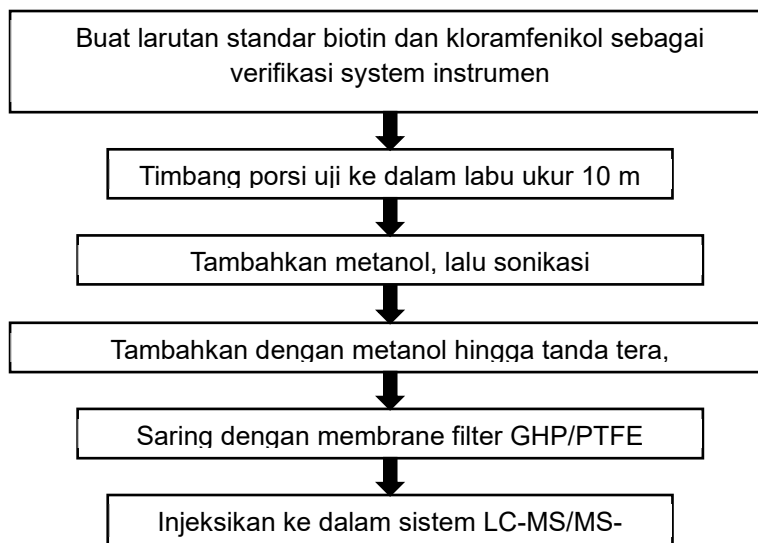 Buat larutan standar biotin dan kloramfenikol sebagai
verifikasi system instrumen
Timbang porsi uji ke dalam labu ukur 10 m
Tambahkan metanol, lalu sonikasi
Tambahkan dengan metanol hingga tanda tera,
Saring dengan membrane filter GHP/PTFE
Injeksikan ke dalam sistem LC-MS/MS-